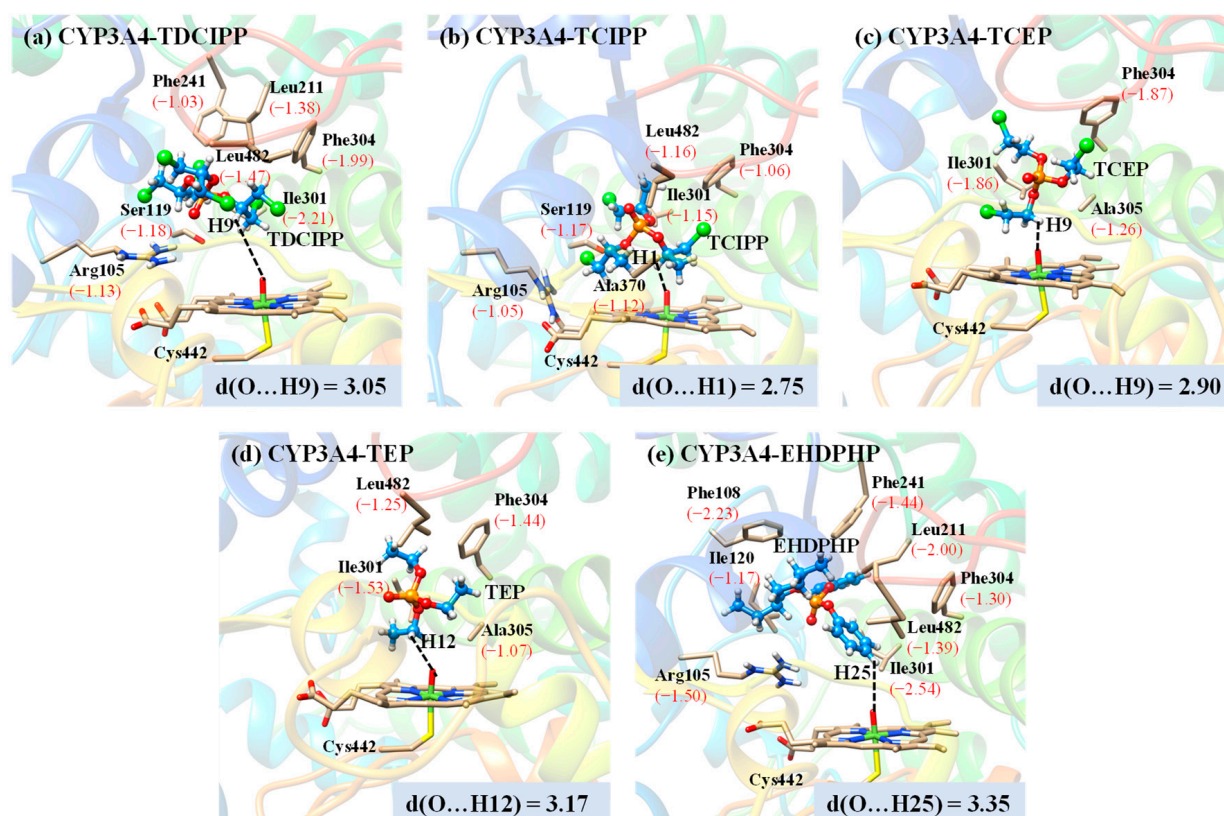 (a) CYP3A4-TDCIPP
Phe241
(−1.03)
Leu211
(−1.38)
Phe304
(−1.99)
Leu482
(−1.47)
Ser119
(−1.18)
H9
Ile301
(−2.21)
TDCIPP
Arg105
(−1.13)
Cys442
d(O…H9) = 3.05
(b) CYP3A4-TCIPP
Leu482
(−1.16)
Phe304
(−1.06)
Ile301
(−1.15)
Ser119
(−1.17)
TCIPP
H1
Ala370
(−1.12)
Arg105
(−1.05)
Cys442
d(O…H1) = 2.75
(c) CYP3A4-TCEP
Phe304
(−1.87)
Ile301
(−1.86)
TCEP
Ala305
(−1.26)
H9
Cys442
d(O…H9) = 2.90
(d) CYP3A4-TEP
Leu482
(−1.25)
Phe304
(−1.44)
Ile301
(−1.53)
TEP
Ala305
(−1.07)
H12
Cys442
d(O…H12) = 3.17
(e) CYP3A4-EHDPHP
Phe108
(−2.23)
Phe241
(−1.44)
EHDPHP
Leu211
(−2.00)
Ile120
(−1.17)
Phe304
(−1.30)
Leu482
(−1.39)
Arg105
(−1.50)
H25
Ile301
(−2.54)
Cys442
d(O…H25) = 3.35